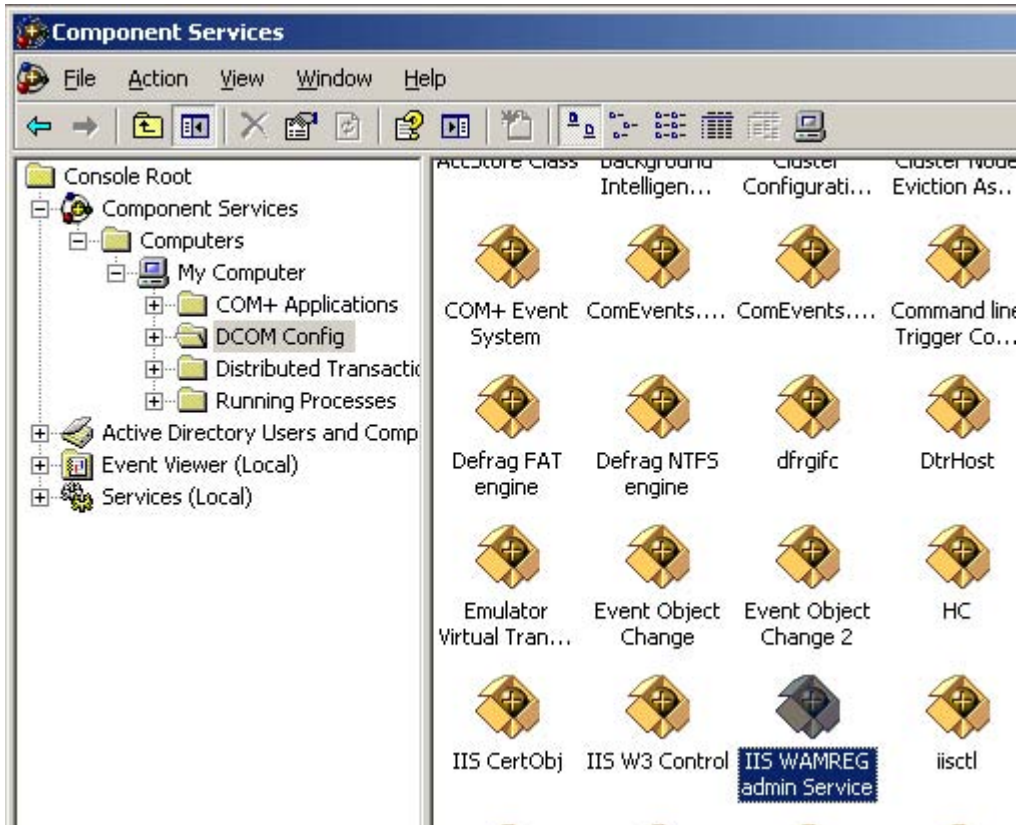 Component Services
File Action View Window Help
Console Root
Component Services
Computers
My Computer
COM+ Applications
DCOM Config
Distributed Transactic
Running Processes
Active Directory Users and Comp
Event Viewer (Local)
Services (Local)
AccStore Class Background Cluster Cluster Node
Intelligen... Configurati... Eviction As...
COM+ Event ComEvents.... ComEvents.... Command line
System Trigger Co...
Defrag FAT Defrag NTFS dfrgifc DtrHost
engine engine
Emulator Event Object Event Object HC
Virtual Tran... Change Change 2
IIS CertObj IIS W3 Control IIS WAMREG iisctl
admin Service